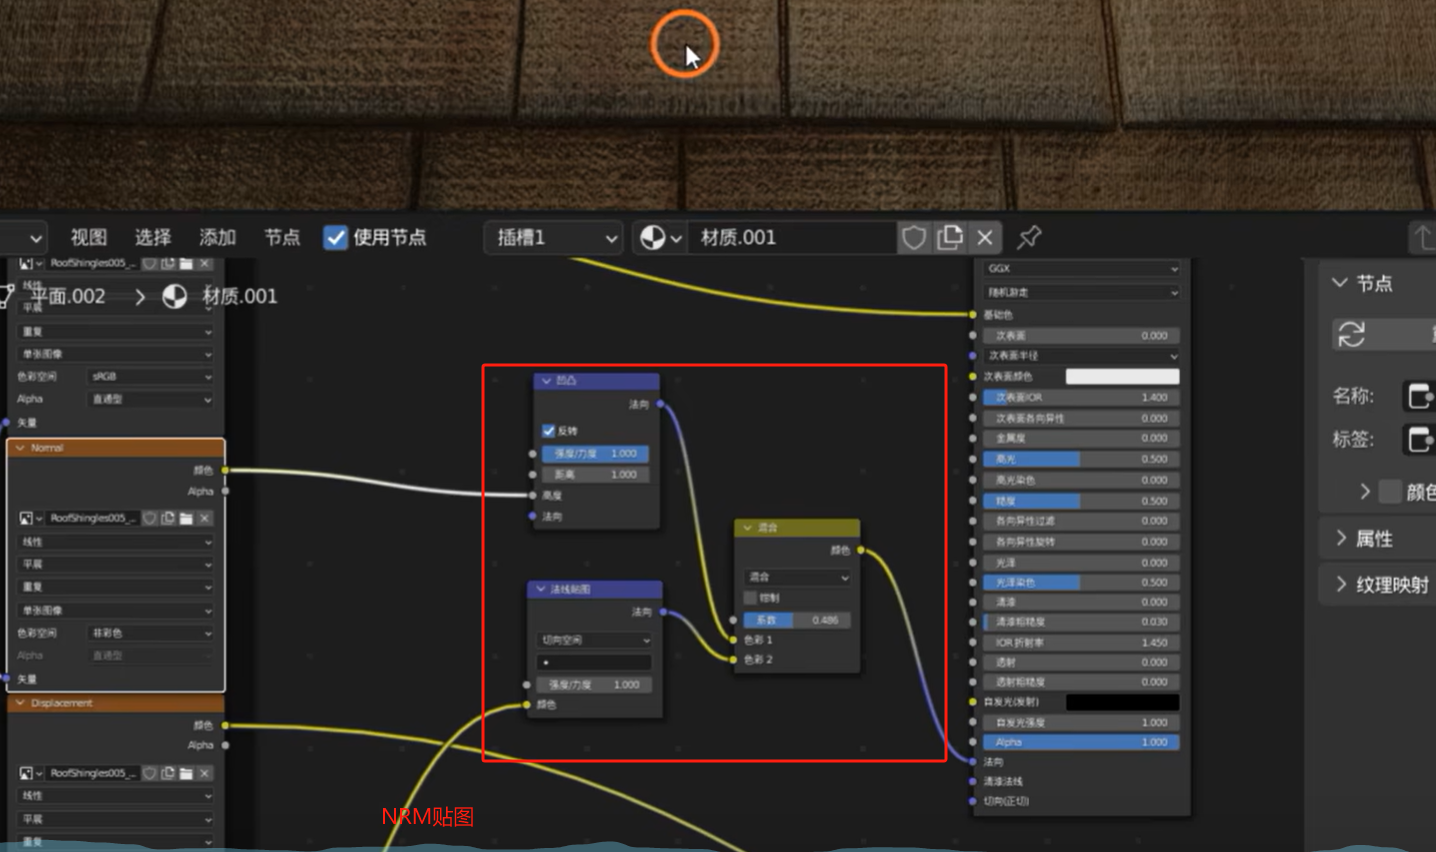 视图 选择 添加 节点 使用节点 插槽1 材质.001
RoofShingles005_...
线性
平面.002 > 材质.001
平展
重复
单张图像
色彩空间 sRGB
Alpha 直通型
矢量
Normal
颜色
Alpha
RoofShingles005_...
线性
平展
重复
单张图像
色彩空间 非彩色
Alpha 直通型
矢量
Displacement
颜色
Alpha
RoofShingles005_...
线性
平展
重复
凹凸
法向
反转
强度/力度 1.000
距离 1.000
高度
法向
法线贴图
法向
切向空间
强度/力度 1.000
颜色
混合
颜色
混合
钳制
系数 0.486
色彩 1
色彩 2
NRM贴图
GGX
随机游走
基础色
次表面 0.000
次表面半径
次表面颜色
次表面IOR 1.400
次表面各向异性 0.000
金属度 0.000
高光 0.500
高光染色 0.000
糙度 0.500
各向异性过滤 0.000
各向异性旋转 0.000
光泽 0.000
光泽染色 0.500
清漆 0.000
清漆粗糙度 0.030
IOR 折射率 1.450
透射 0.000
透射粗糙度 0.000
自发光(发射)
自发光强度 1.000
Alpha 1.000
法向
清漆法线
切向(正切)
节点
名称:
标签:
颜色
属性
纹理映射